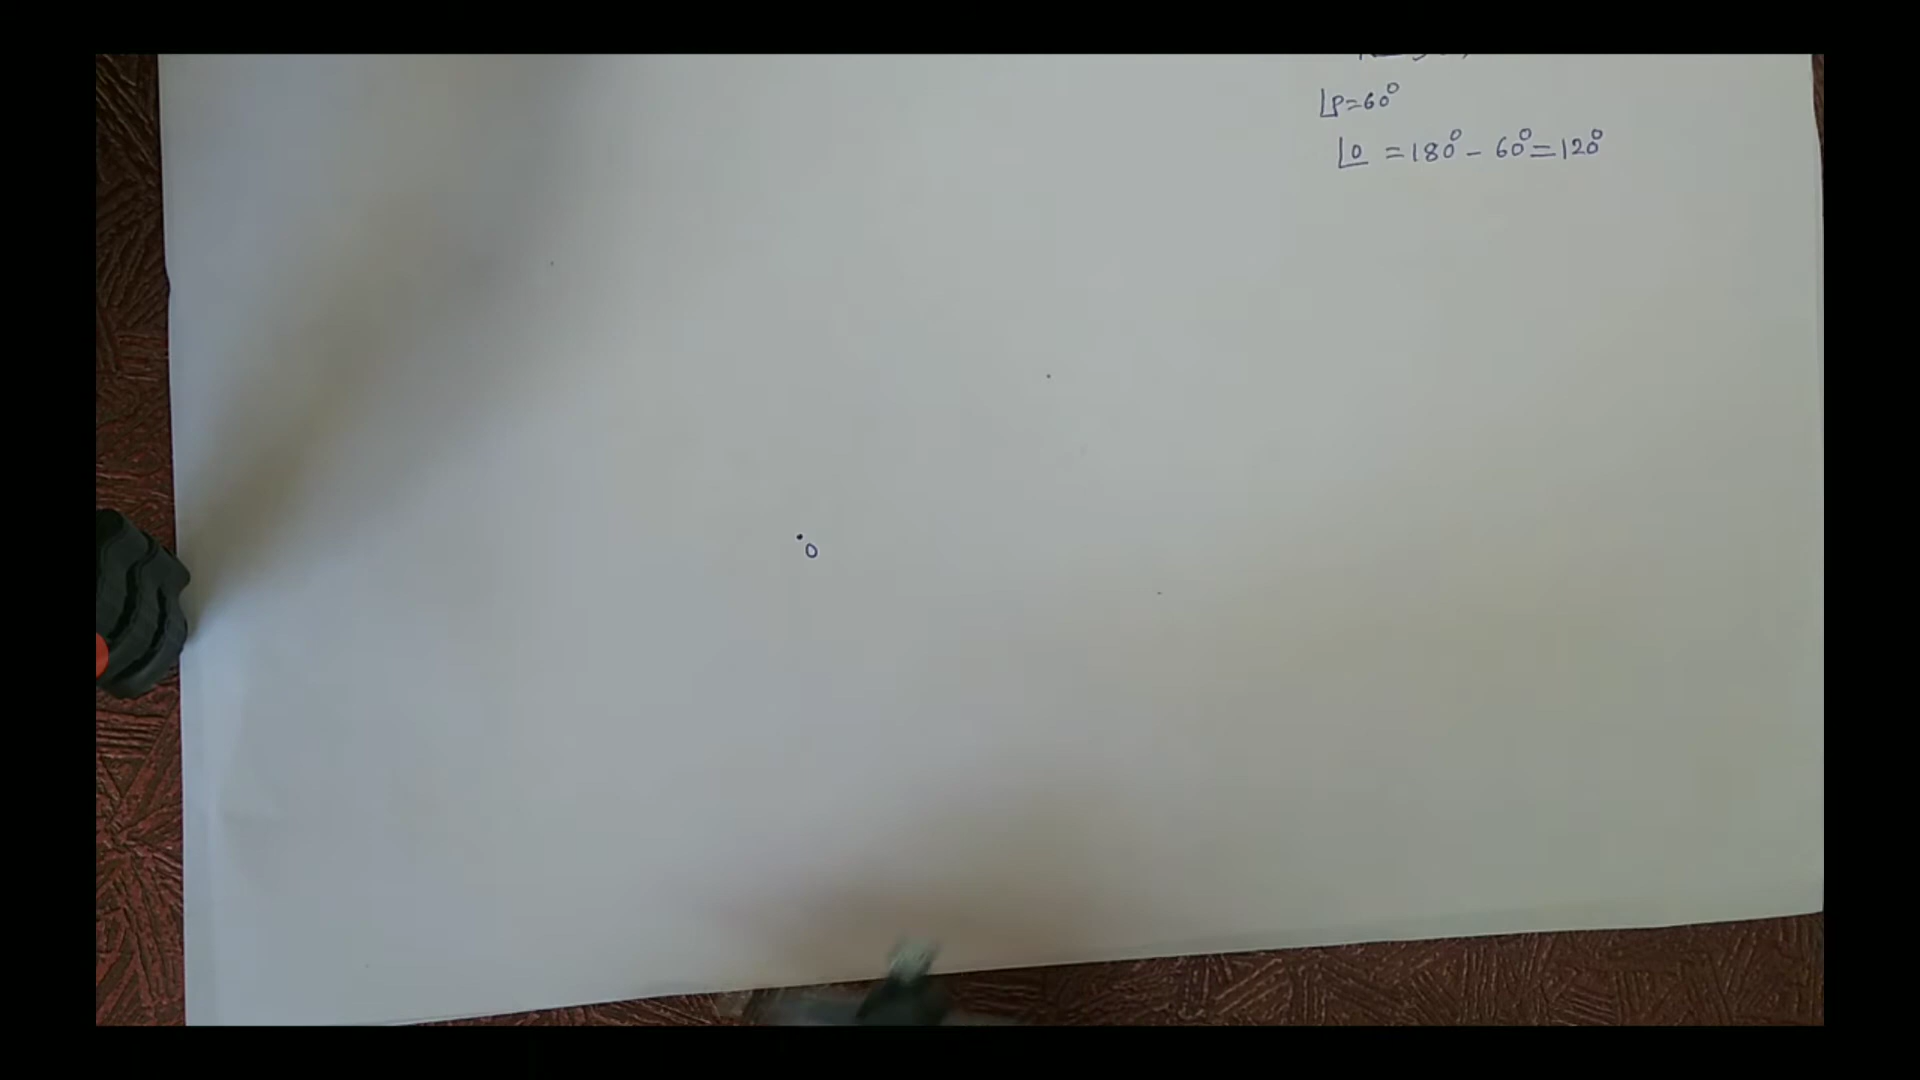 ∠P=60°
∠O = 180° - 60° = 120°
O